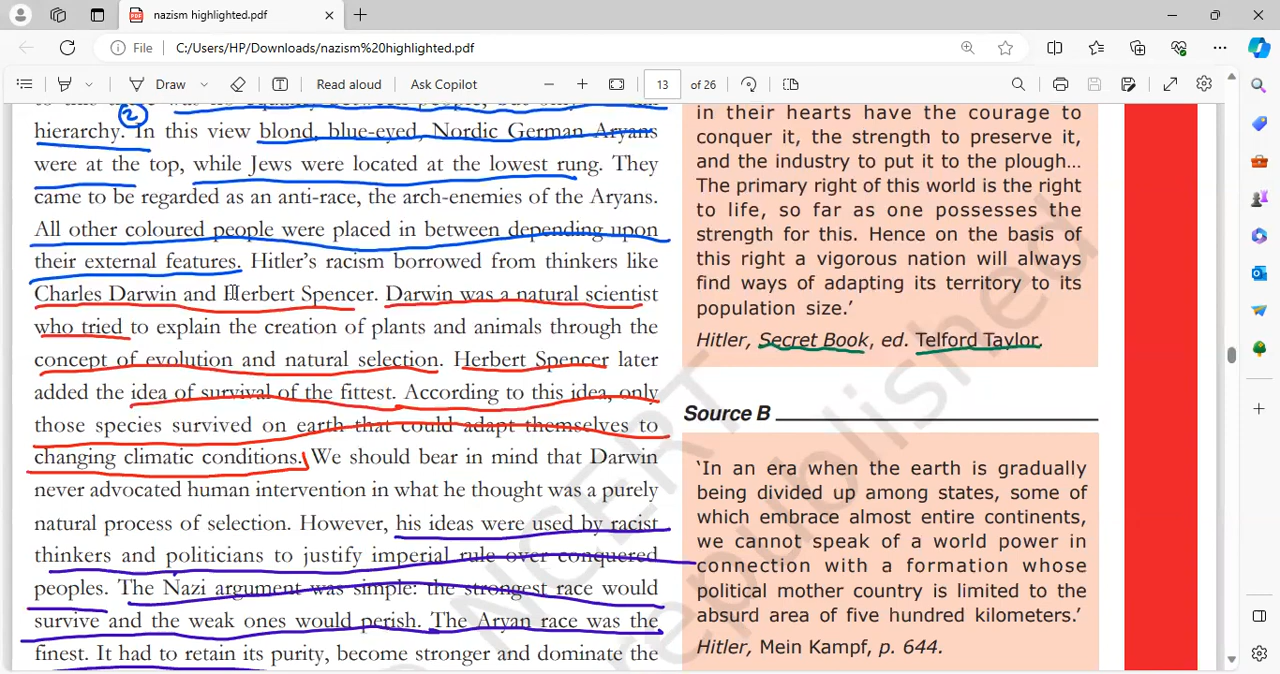 nazism highlighted.pdf
File
C:/Users/HP/Downloads/nazism%20highlighted.pdf
Draw
Read aloud
Ask Copilot
13
of 26
2
hierarchy. In this view blond, blue-eyed, Nordic German Aryans
were at the top, while Jews were located at the lowest rung. They
came to be regarded as an anti-race, the arch-enemies of the Aryans.
All other coloured people were placed in between depending upon
their external features. Hitler's racism borrowed from thinkers like
Charles Darwin and Herbert Spencer. Darwin was a natural scientist
who tried to explain the creation of plants and animals through the
concept of evolution and natural selection. Herbert Spencer later
added the idea of survival of the fittest. According to this idea, only
those species survived on earth that could adapt themselves to
changing climatic conditions. We should bear in mind that Darwin
never advocated human intervention in what he thought was a purely
natural process of selection. However, his ideas were used by racist
thinkers and politicians to justify imperial rule over conquered
peoples. The Nazi argument was simple: the strongest race would
survive and the weak ones would perish. The Aryan race was the
finest. It had to retain its purity, become stronger and dominate the
in their hearts have the courage to
conquer it, the strength to preserve it,
and the industry to put it to the plough…
The primary right of this world is the right
to life, so far as one possesses the
strength for this. Hence on the basis of
this right a vigorous nation will always
find ways of adapting its territory to its
population size.'
Hitler, Secret Book, ed. Telford Taylor.
Source B
'In an era when the earth is gradually
being divided up among states, some of
which embrace almost entire continents,
we cannot speak of a world power in
connection with a formation whose
political mother country is limited to the
absurd area of five hundred kilometers.'
Hitler, Mein Kampf, p. 644.
NCERT
republished